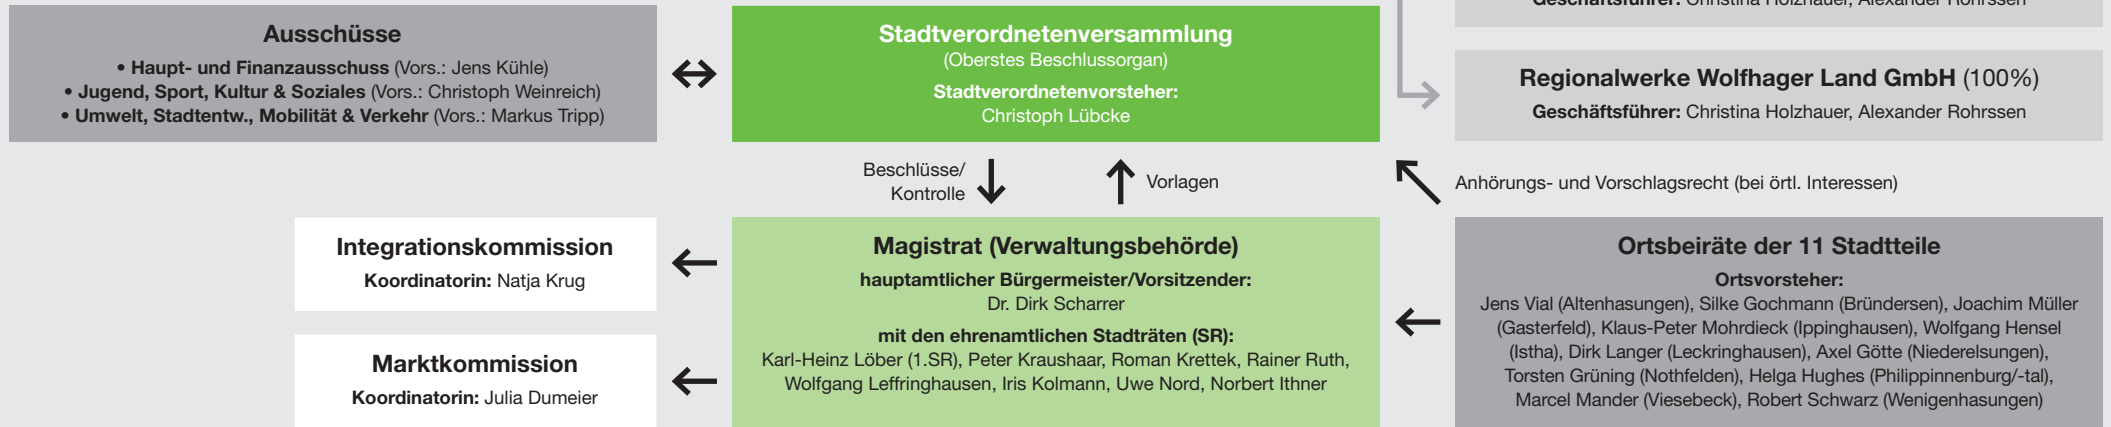 Ausschüsse
• Haupt- und Finanzausschuss (Vors.: Jens Kühle)
• Jugend, Sport, Kultur & Soziales (Vors.: Christoph Weinreich)
• Umwelt, Stadtentw., Mobilität & Verkehr (Vors.: Markus Tripp)
Stadtverordnetenversammlung
(Oberstes Beschlussorgan)
Stadtverordnetenvorsteher:
Christoph Lübcke
Geschäftsführer: Christina Holzhauer, Alexander Rohrssen
Regionalwerke Wolfhager Land GmbH (100%)
Geschäftsführer: Christina Holzhauer, Alexander Rohrssen
Beschlüsse/
Kontrolle
Vorlagen
Anhörungs- und Vorschlagsrecht (bei örtl. Interessen)
Integrationskommission
Koordinatorin: Natja Krug
Marktkommission
Koordinatorin: Julia Dumeier
Magistrat (Verwaltungsbehörde)
hauptamtlicher Bürgermeister/Vorsitzender:
Dr. Dirk Scharrer
mit den ehrenamtlichen Stadträten (SR):
Karl-Heinz Löber (1.SR), Peter Kraushaar, Roman Krettek, Rainer Ruth,
Wolfgang Leffringhausen, Iris Kolmann, Uwe Nord, Norbert Ithner
Ortsbeiräte der 11 Stadtteile
Ortsvorsteher:
Jens Vial (Altenhasungen), Silke Gochmann (Bründersen), Joachim Müller
(Gasterfeld), Klaus-Peter Mohrdieck (Ippinghausen), Wolfgang Hensel
(Istha), Dirk Langer (Leckringhausen), Axel Götte (Niederelsungen),
Torsten Grüning (Nothfelden), Helga Hughes (Philippinnenburg/-tal),
Marcel Mander (Viesebeck), Robert Schwarz (Wenigenhasungen)